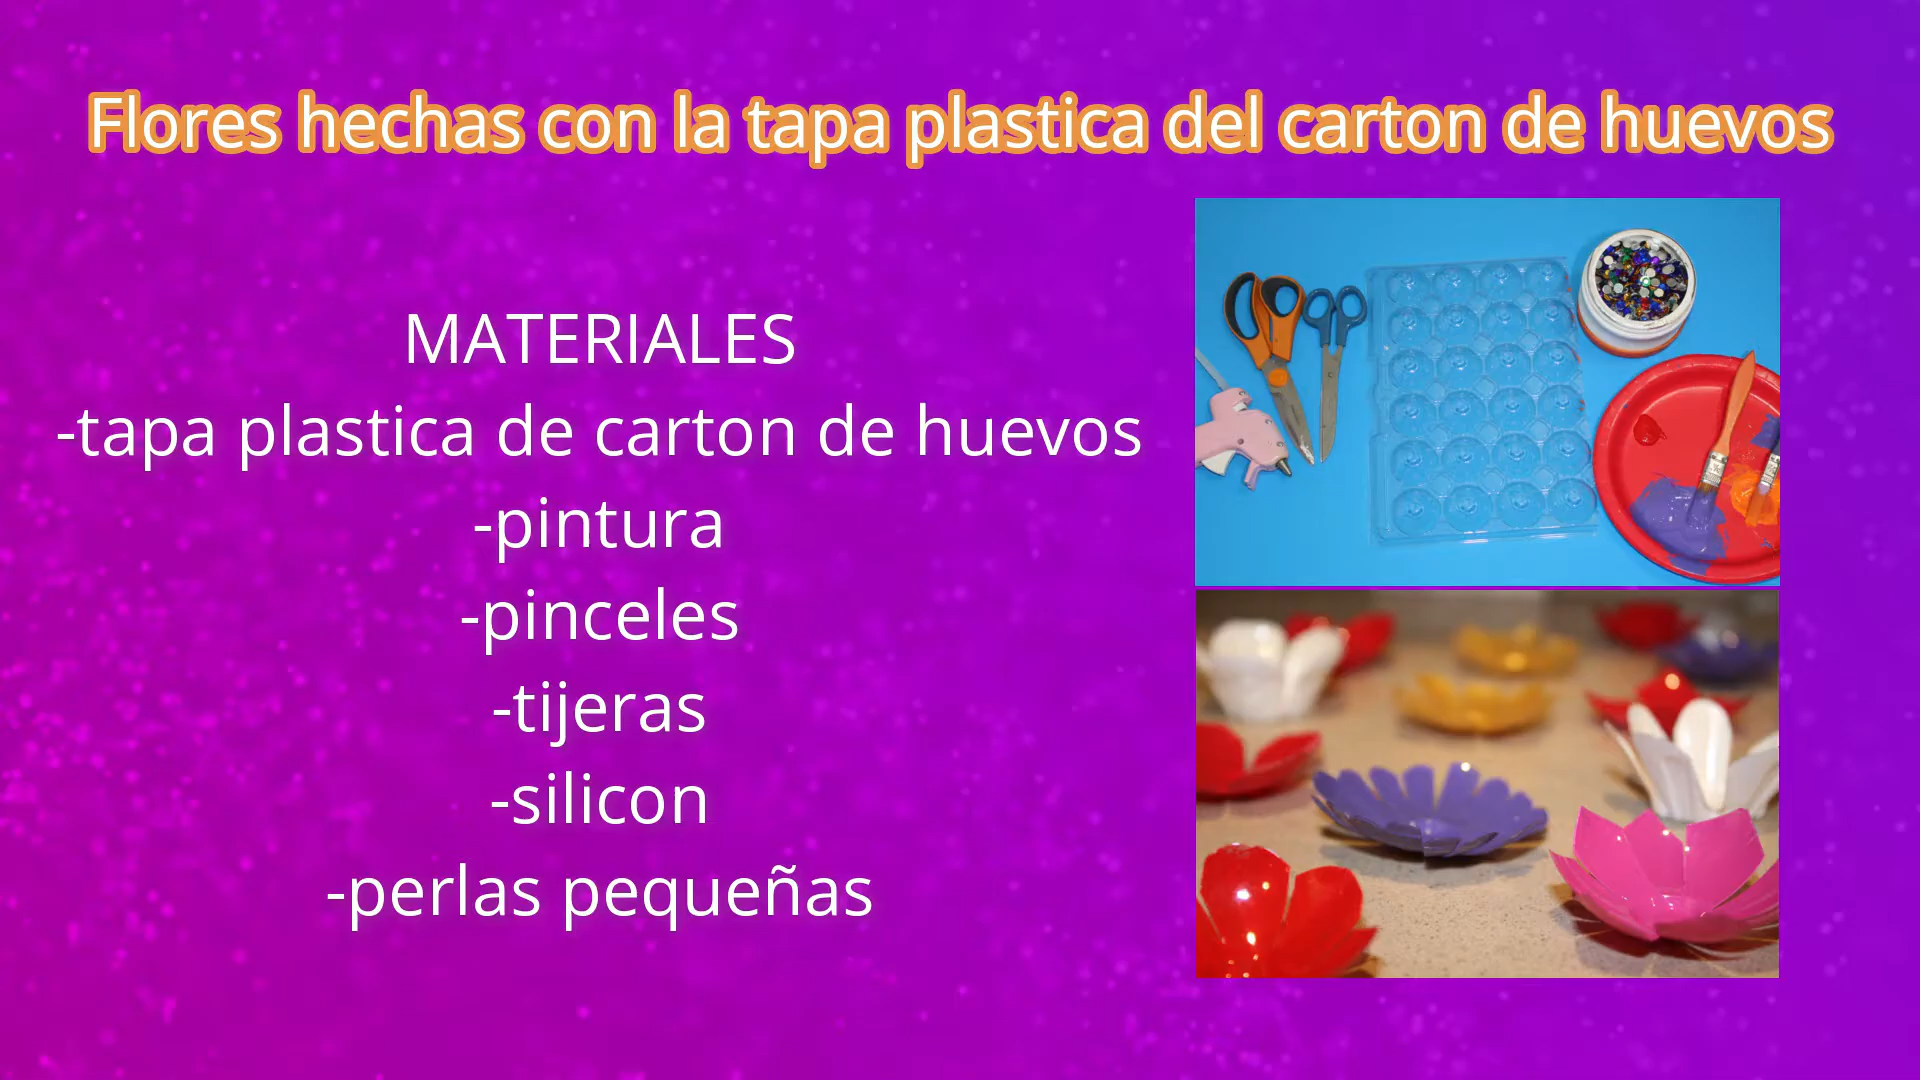 Flores hechas con la tapa plastica del carton de huevos
MATERIALES
-tapa plastica de carton de huevos
-pintura
-pinceles
-tijeras
-silicon
-perlas pequeñas